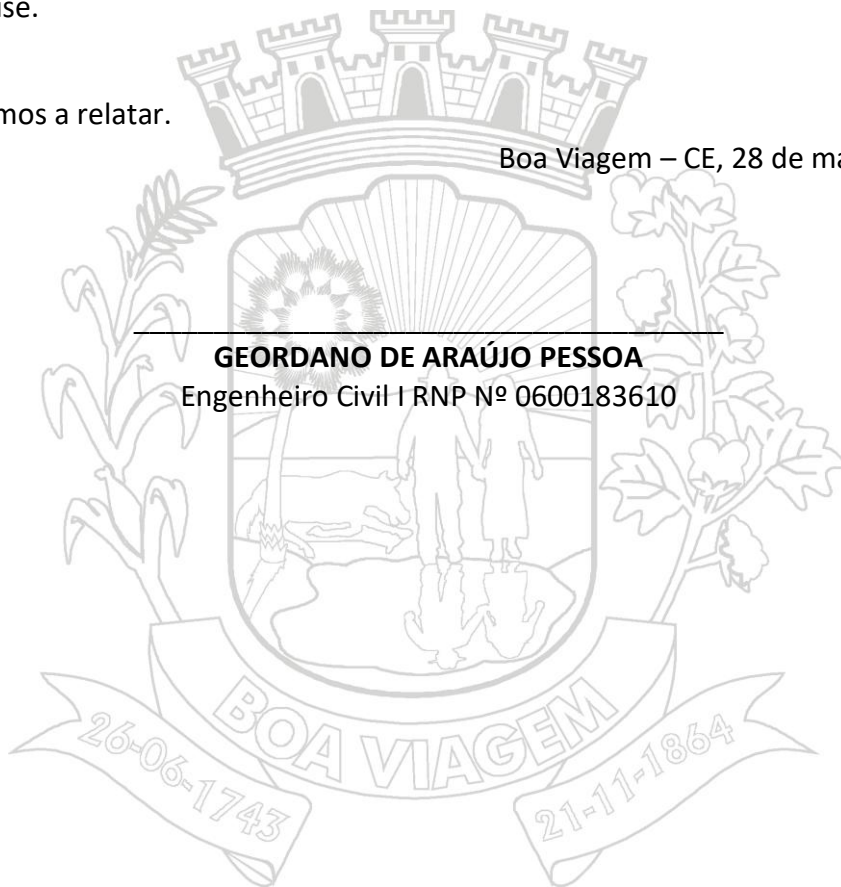 ise.
mos a relatar.
Boa Viagem – CE, 28 de ma
GEORDANO DE ARAÚJO PESSOA
Engenheiro Civil I RNP Nº 0600183610
BOA VIAGEM
26-06-1743
21-11-1864